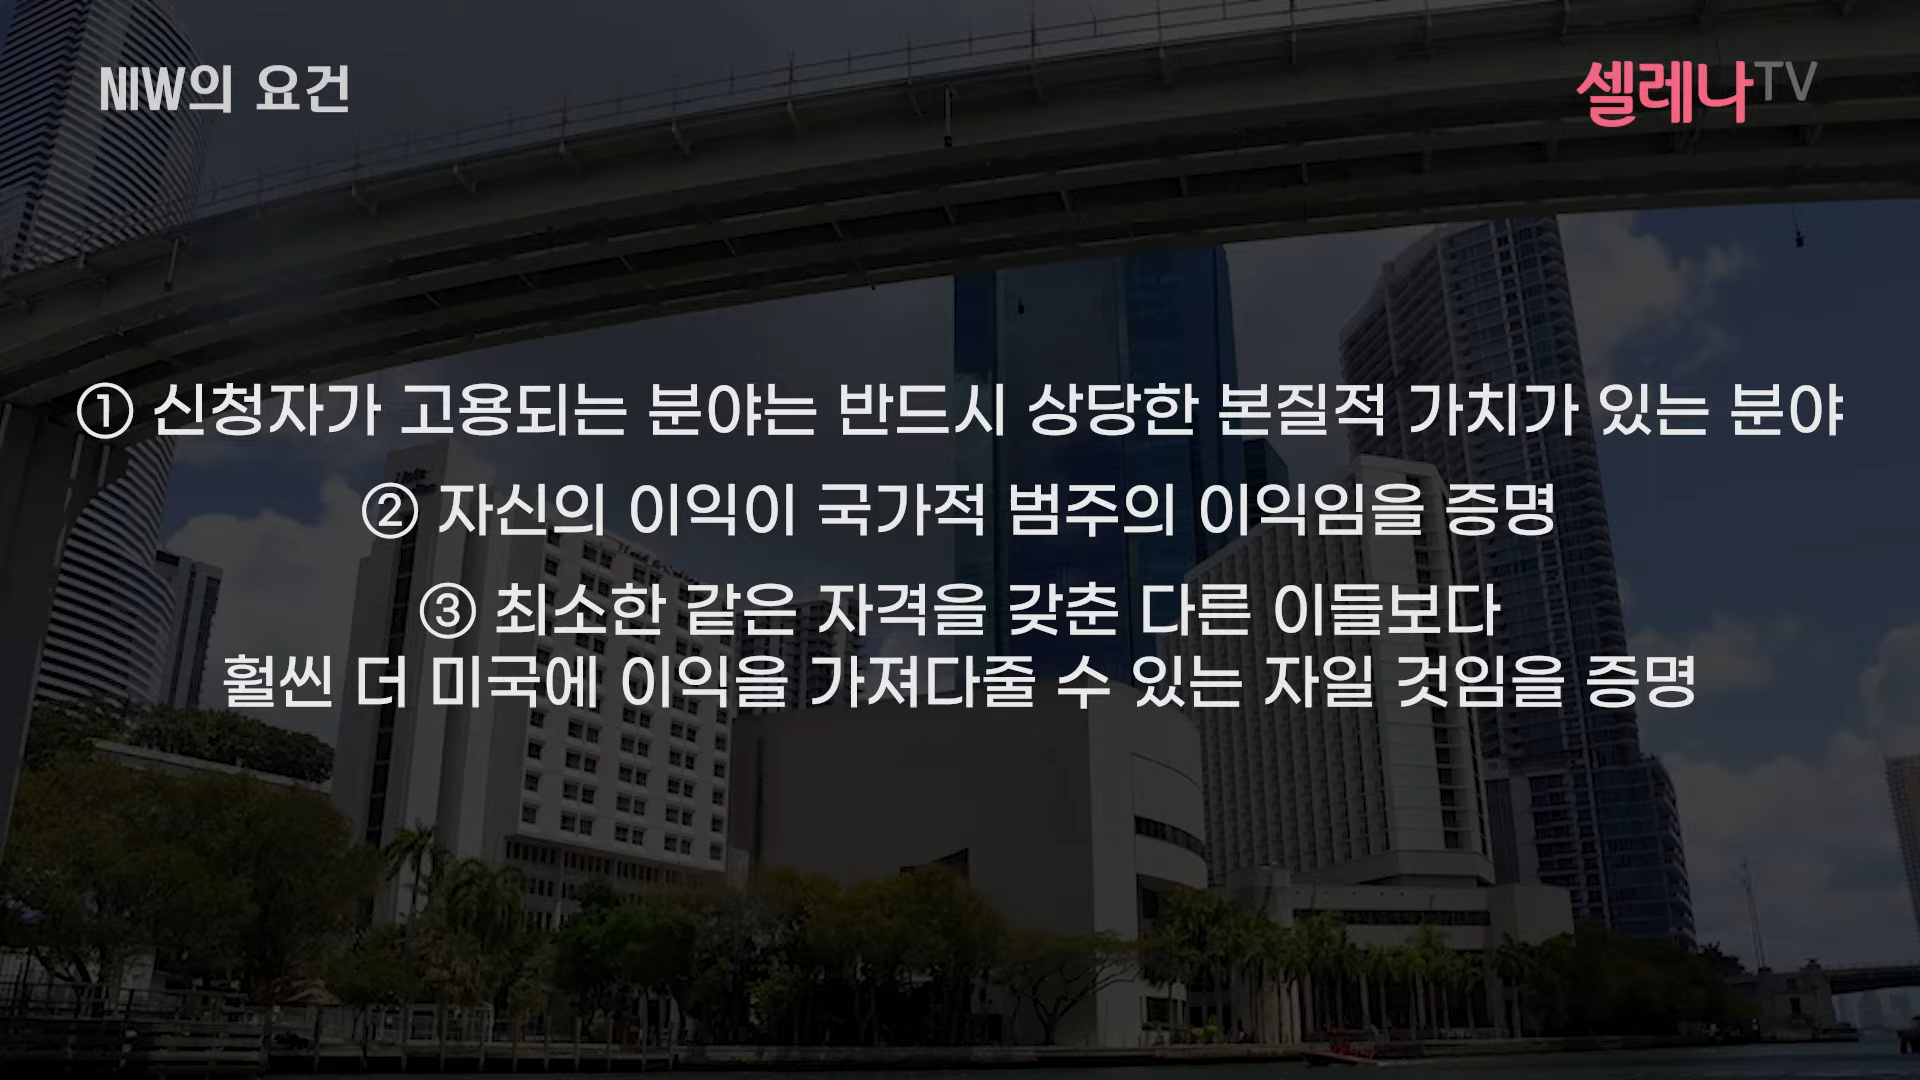 NIW의 요건
셀레나TV
① 신청자가 고용되는 분야는 반드시 상당한 본질적 가치가 있는 분야
② 자신의 이익이 국가적 범주의 이익임을 증명
③ 최소한 같은 자격을 갖춘 다른 이들보다
훨씬 더 미국에 이익을 가져다줄 수 있는 자일 것임을 증명